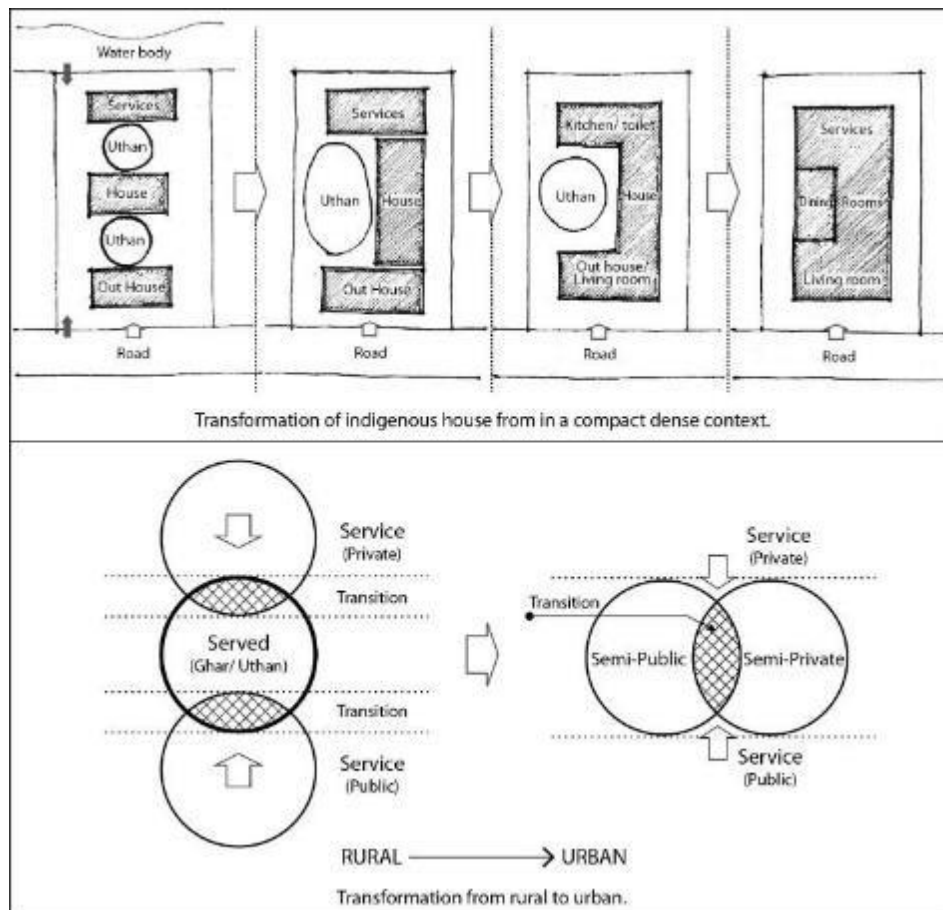 Water body
Services
Uthan
House
Uthan
Out House
Road
Services
Uthan
House
Out House
Road
Kitchen/ toilet
Uthan
House
Out house/
Living room
Road
Services
Dining
Rooms
Living room
Road
Transformation of indigenous house from in a compact dense context.
Service
(Private)
Transition
Served
(Ghar/ Uthan)
Transition
Service
(Public)
Service
(Private)
Transition
Semi-Public
Semi-Private
Service
(Public)
RURAL
URBAN
Transformation from rural to urban.